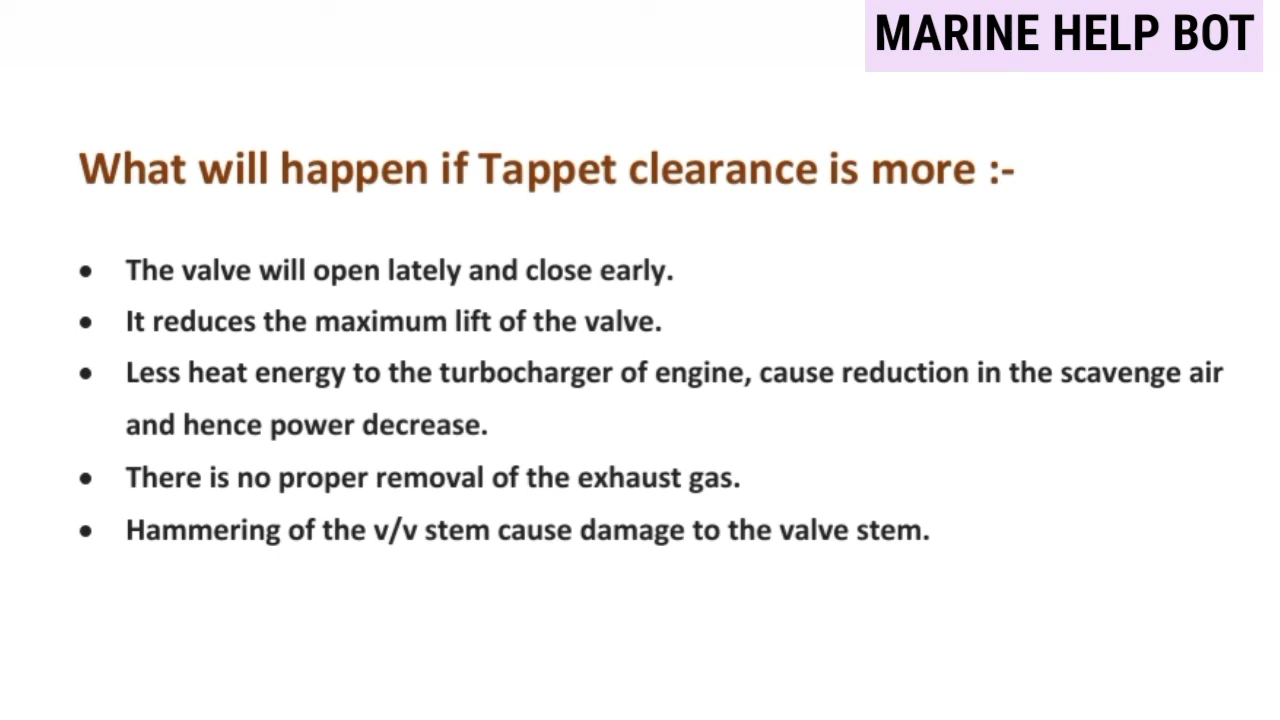 MARINE HELP BOT
What will happen if Tappet clearance is more :-
• The valve will open lately and close early.
• It reduces the maximum lift of the valve.
• Less heat energy to the turbocharger of engine, cause reduction in the scavenge air
and hence power decrease.
• There is no proper removal of the exhaust gas.
• Hammering of the v/v stem cause damage to the valve stem.